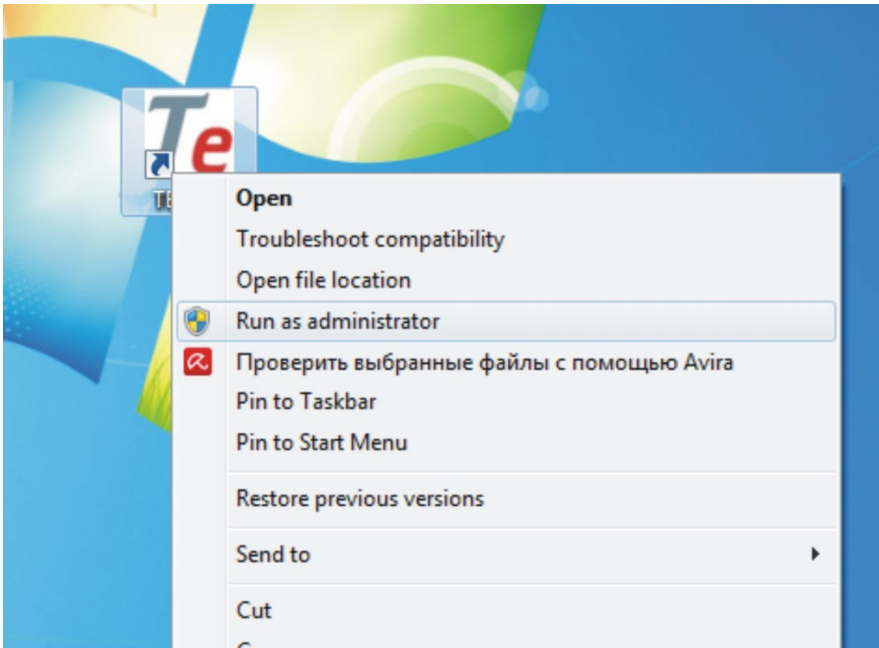 Te
Open
Troubleshoot compatibility
Open file location
Run as administrator
Проверить выбранные файлы с помощью Avira
Pin to Taskbar
Pin to Start Menu
Restore previous versions
Send to
Cut